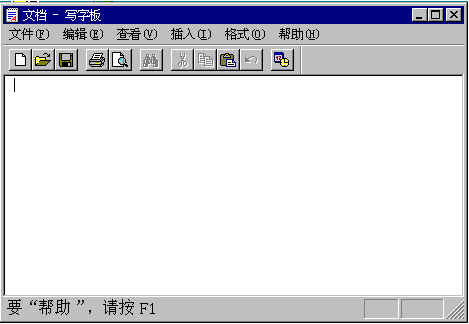 文档 - 写字板
文件(F) 编辑(E) 查看(V) 插入(I) 格式(O) 帮助(H)
要“帮助”，请按 F1